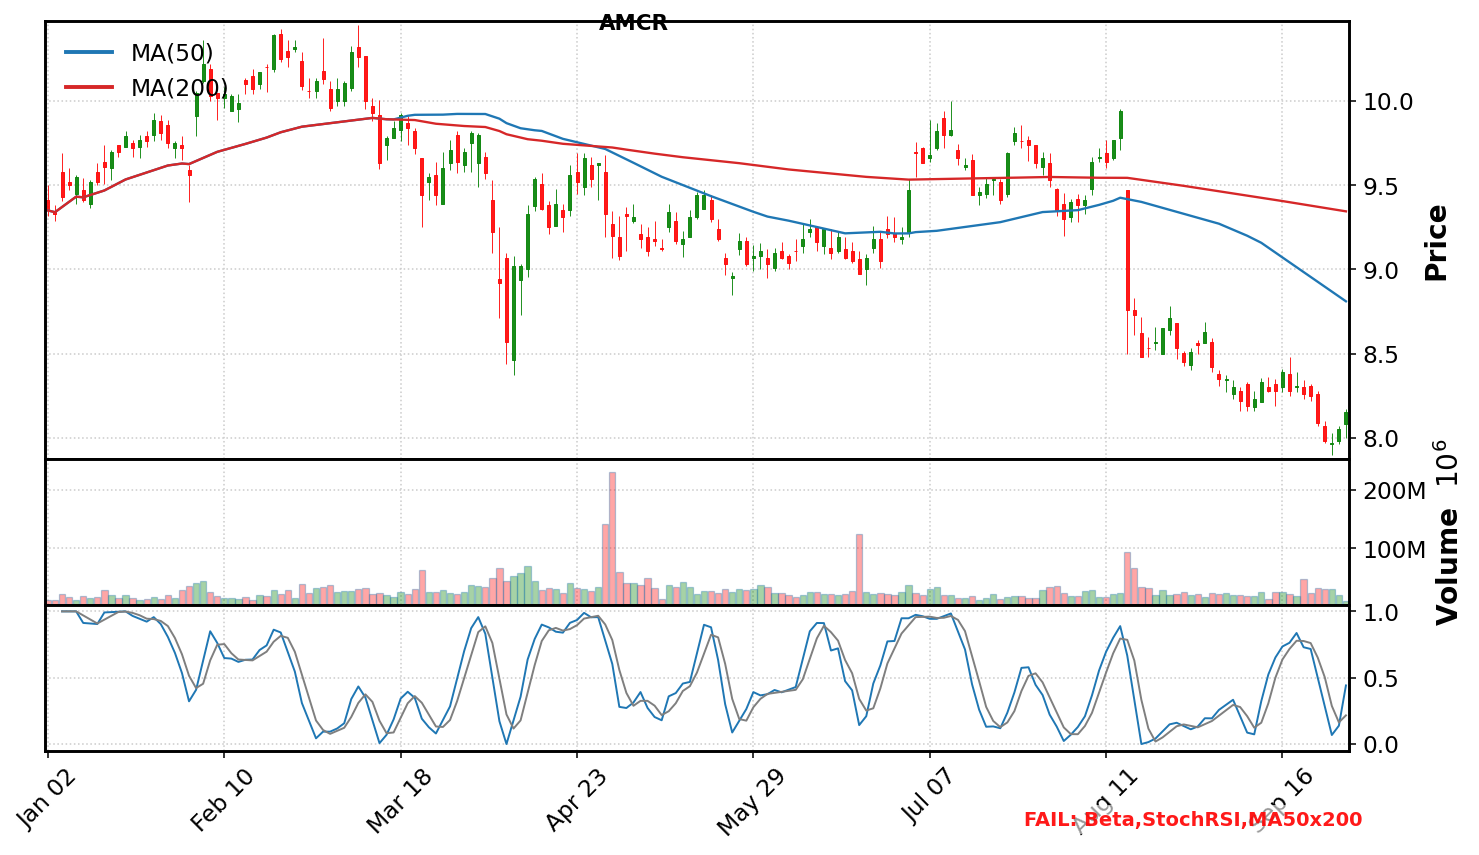 AMCR
MA(50)
MA(200)
10.0
9.5
9.0
8.5
8.0
Price
200M
100M
Volume 10⁶
1.0
0.5
0.0
Jan 02
Feb 10
Mar 18
Apr 23
May 29
Jul 07
Aug 11
Sep 16
FAIL: Beta,StochRSI,MA50x200